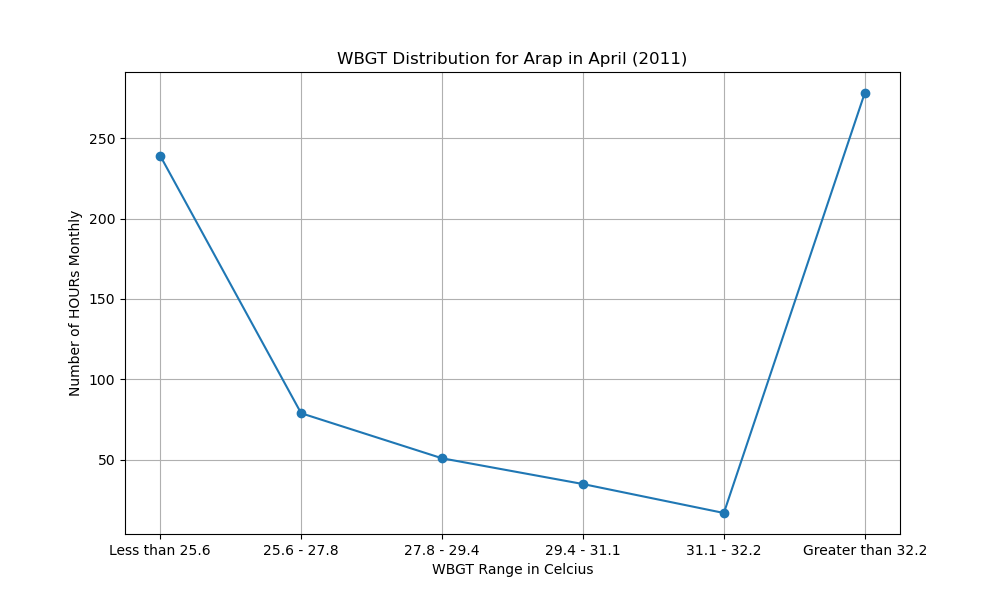 WBGT Distribution for Arap in April (2011)
Number of HOURs Monthly
250
200
150
100
50
Less than 25.6
25.6 - 27.8
27.8 - 29.4
29.4 - 31.1
31.1 - 32.2
Greater than 32.2
WBGT Range in Celcius